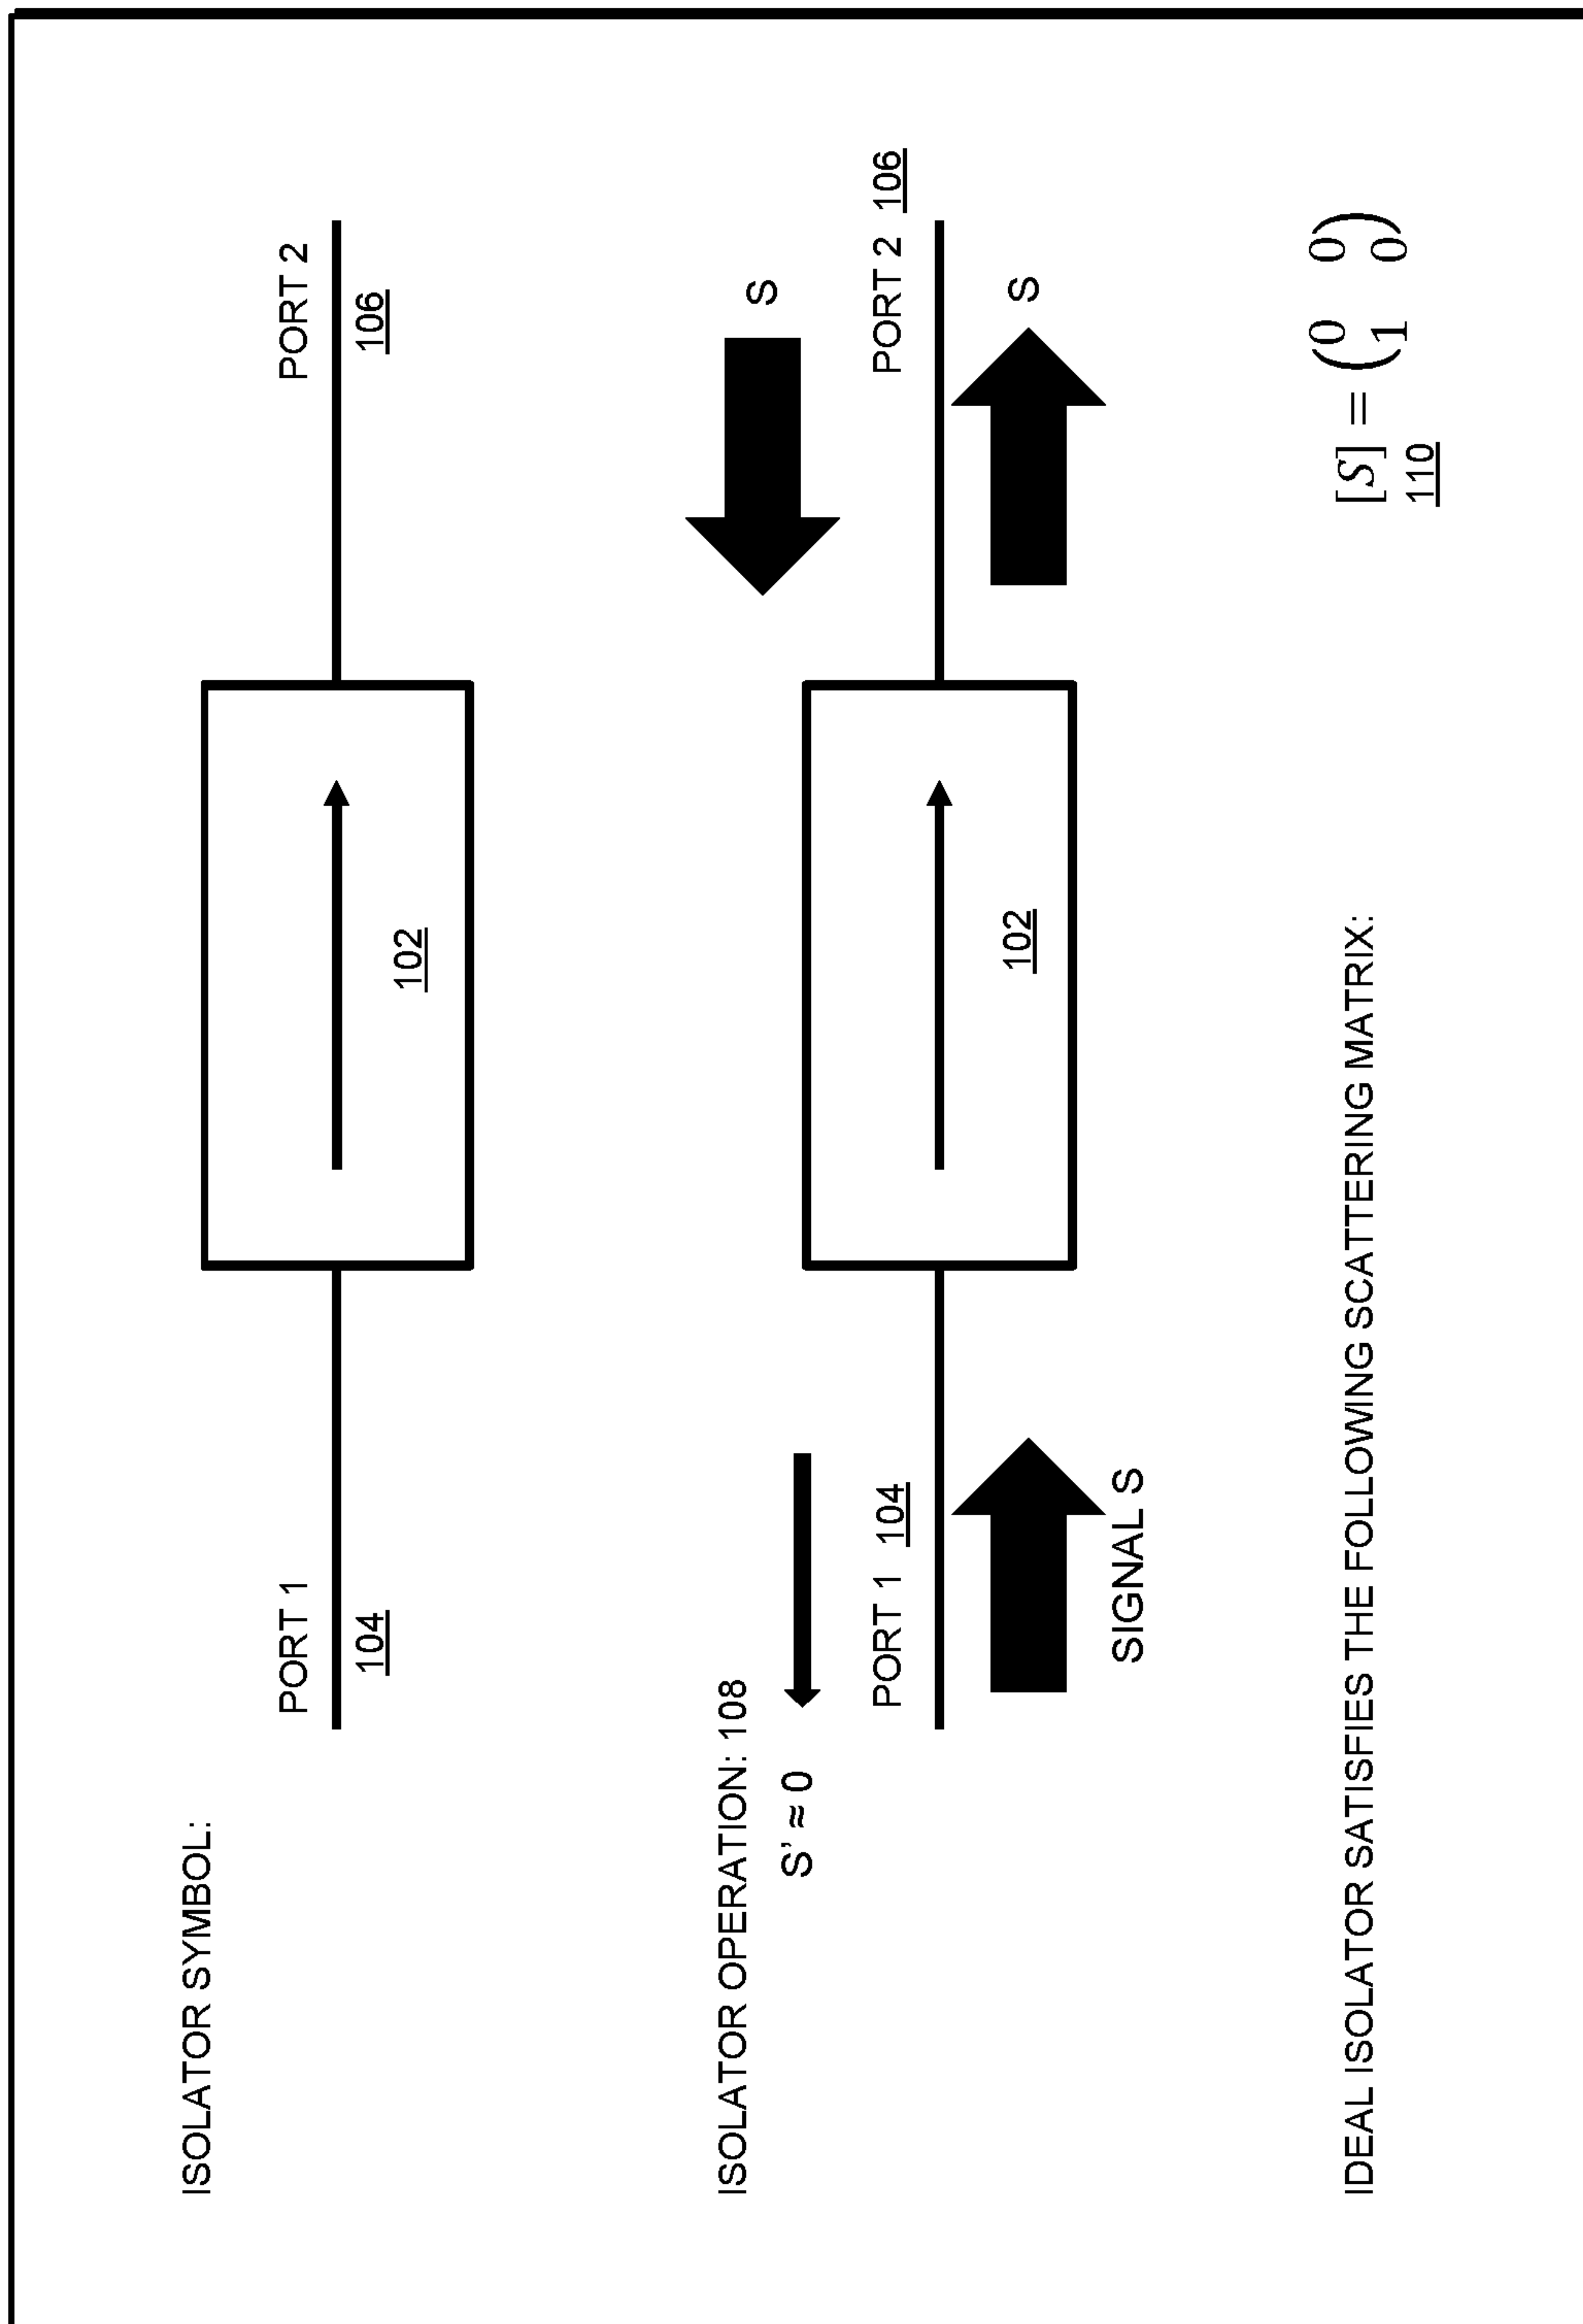 ISOLATOR SYMBOL:
PORT 1
PORT 2
104
106
102
ISOLATOR OPERATION: 108
S' ≈ 0
S
PORT 1 104
PORT 2 106
102
SIGNAL S
S
IDEAL ISOLATOR SATISFIES THE FOLLOWING SCATTERING MATRIX:
[S] = (0 0
1 0)
110